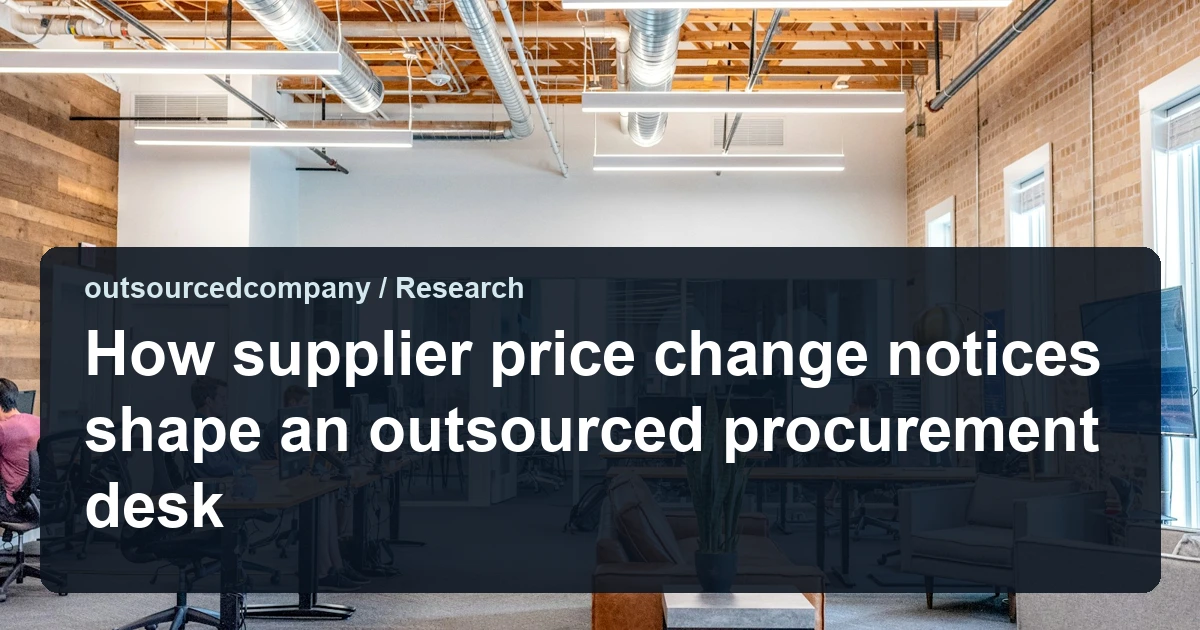 outsourcedcompany / Research
How supplier price change notices
shape an outsourced procurement
desk